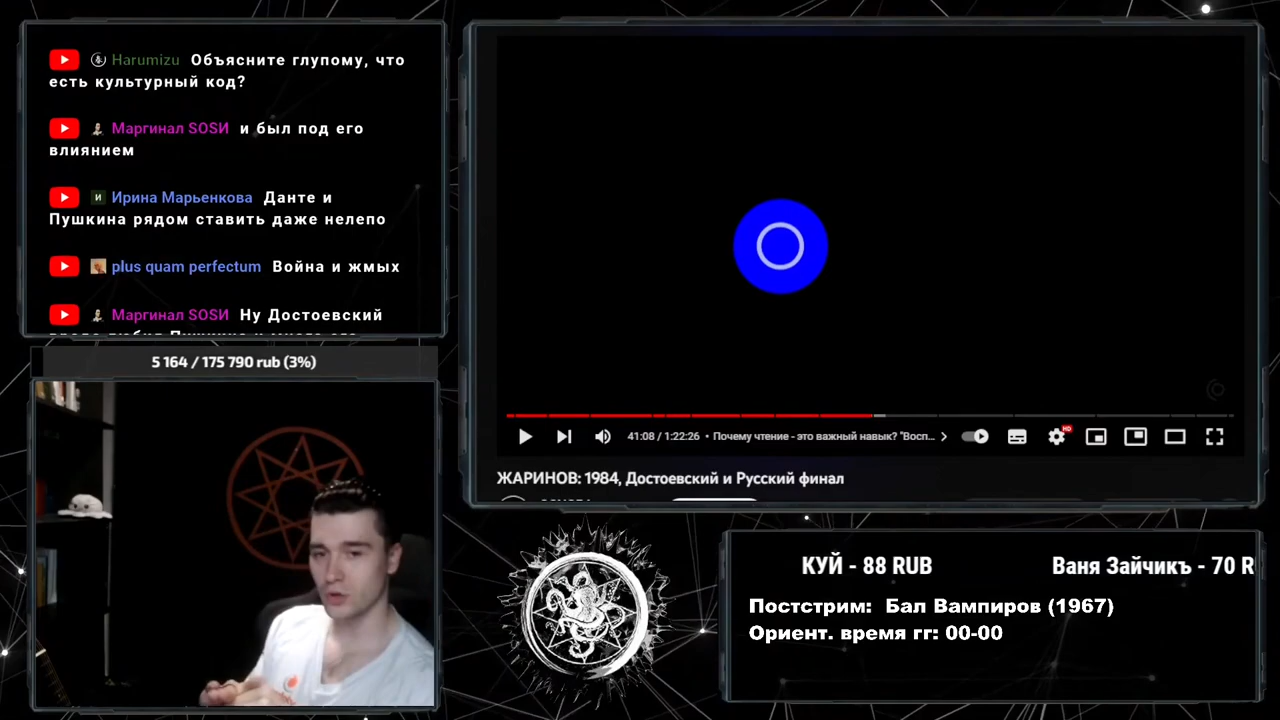 Harumizu Объясните глупому, что
есть культурный код?
Маргинал SOSИ и был под его
влиянием
Ирина Марьенкова Данте и
Пушкина рядом ставить даже нелепо
plus quam perfectum Война и жмых
Маргинал SOSИ Ну Достоевский
5 164 / 175 790 rub (3%)
41:08 / 1:22:26 • Почему чтение - это важный навык? "Восп...
HD
ЖАРИНОВ: 1984, Достоевский и Русский финал
КУЙ - 88 RUB
Ваня Зайчикъ - 70 R
Постстрим: Бал Вампиров (1967)
Ориент. время гг: 00-00